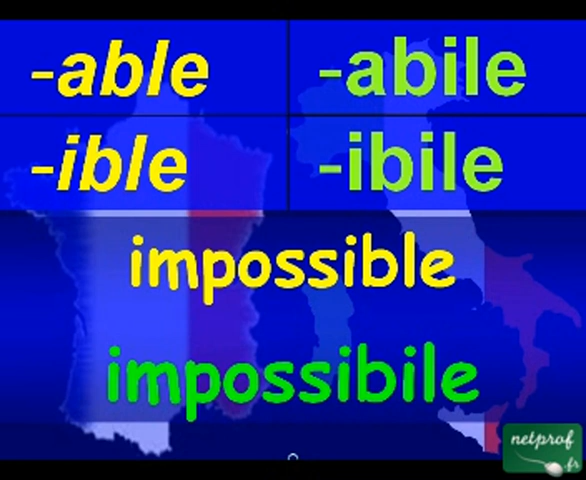 -able -abile
-ible -ibile
impossible
impossibile
netprof
.fr